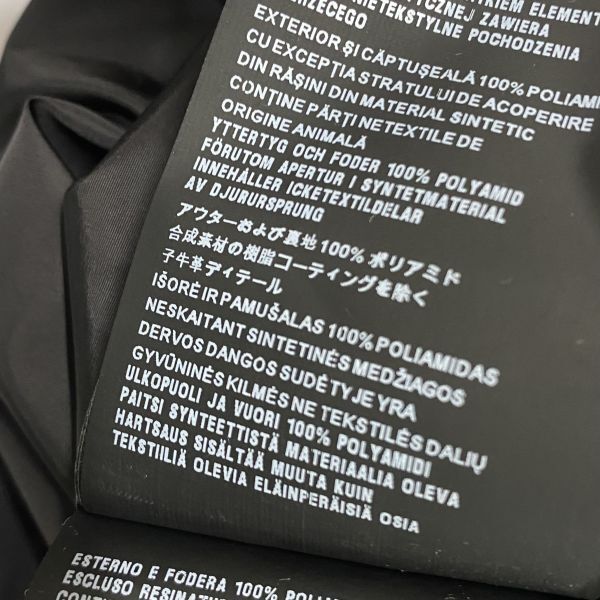 ELEMENT
ZAWIERA
NIETEKSTYLNE POCHODZENIA
EXTERIOR ȘI CĂPTUȘEALĂ 100% POLIAMI
CU EXCEPȚIA STRATULUI DE ACOPERIRE
DIN RĂȘINI DIN MATERIAL SINTETIC
CONȚINE PĂRȚI NETEXTILE DE
ORIGINE ANIMALĂ
YTTERTYG OCH FODER 100% POLYAMID
FÖRUTOM APERTUR I SYNTETMATERIAL
INNEHÅLLER ICKETEXTILDELAR
AV DJURURSPRUNG
アウターおよび裏地100% ポリアミド
合成素材の樹脂コーティングを除く
子牛革ディテール
IŠORĖ IR PAMUŠALAS 100% POLIAMIDAS
NESKAITANT SINTETINĖS MEDŽIAGOS
DERVOS DANGOS SUDĖTYJE YRA
GYVŪNINĖS KILMĖS NE TEKSTILĖS DALIŲ
ULKOPUOLI JA VUORI 100% POLYAMIDI
PAITSI SYNTEETTISTÄ MATERIAALIA OLEVA
HARTSAUS SISÄLTÄÄ MUUTA KUIN
TEKSTIILIÄ OLEVIA ELÄINPERÄISIÄ OSIA
ESTERNO E FODERA 100% POLIAM
ESCLUSO